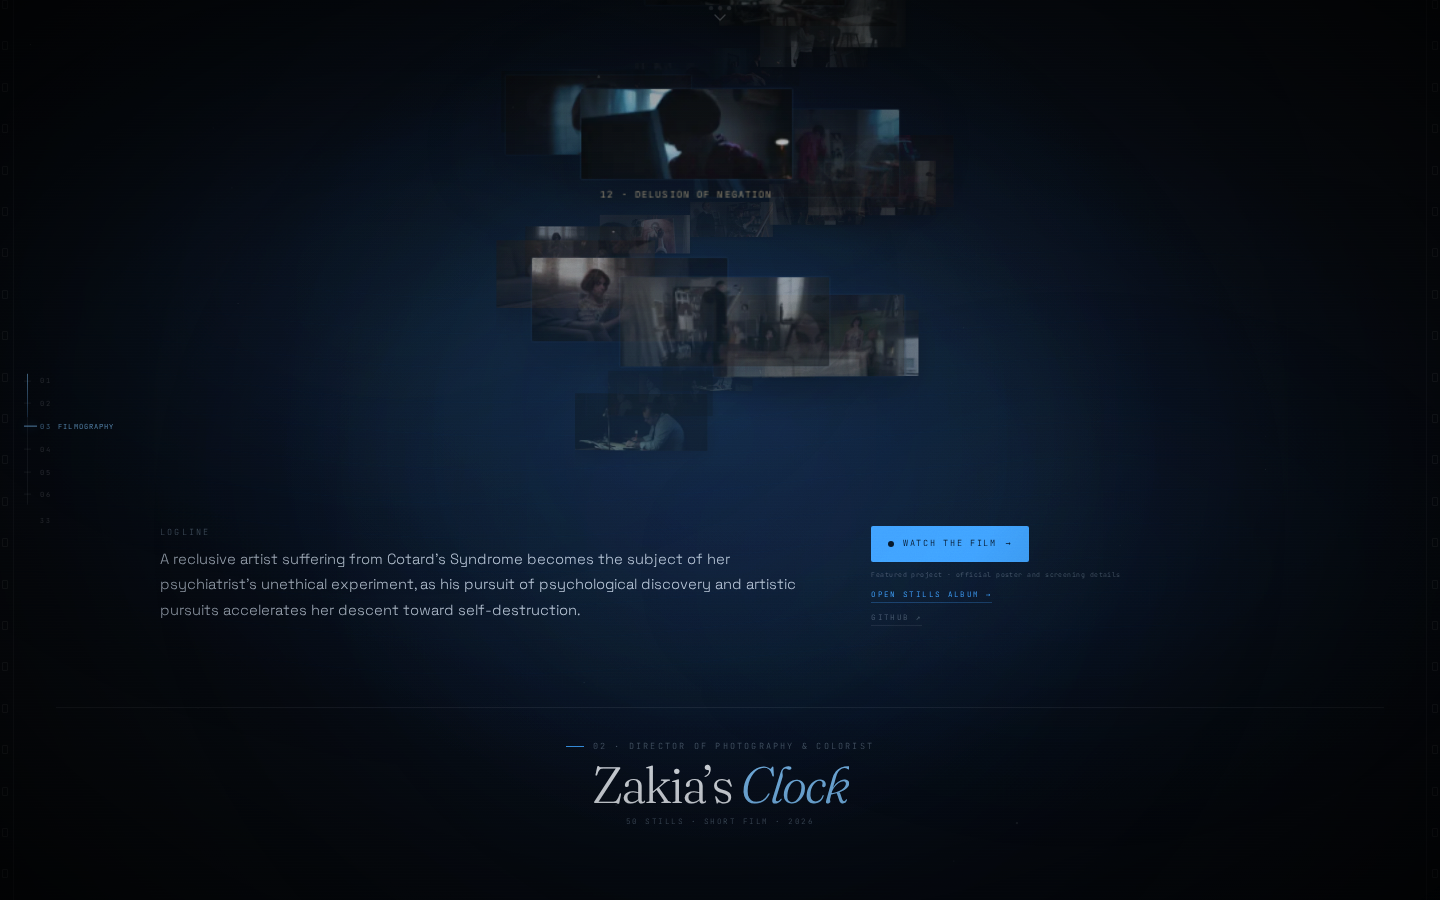 12 - DELUSION OF NEGATION
01
02
03 FILMOGRAPHY
04
05
06
13
LOGLINE
A reclusive artist suffering from Cotard's Syndrome becomes the subject of her
psychiatrist's unethical experiment, as his pursuit of psychological discovery and artistic
pursuits accelerates her descent toward self-destruction.
WATCH THE FILM →
Featured project · official poster and screening details
OPEN STILLS ALBUM →
GITHUB ↗
02 · DIRECTOR OF PHOTOGRAPHY & COLORIST
Zakia's Clock
50 STILLS · SHORT FILM · 2026